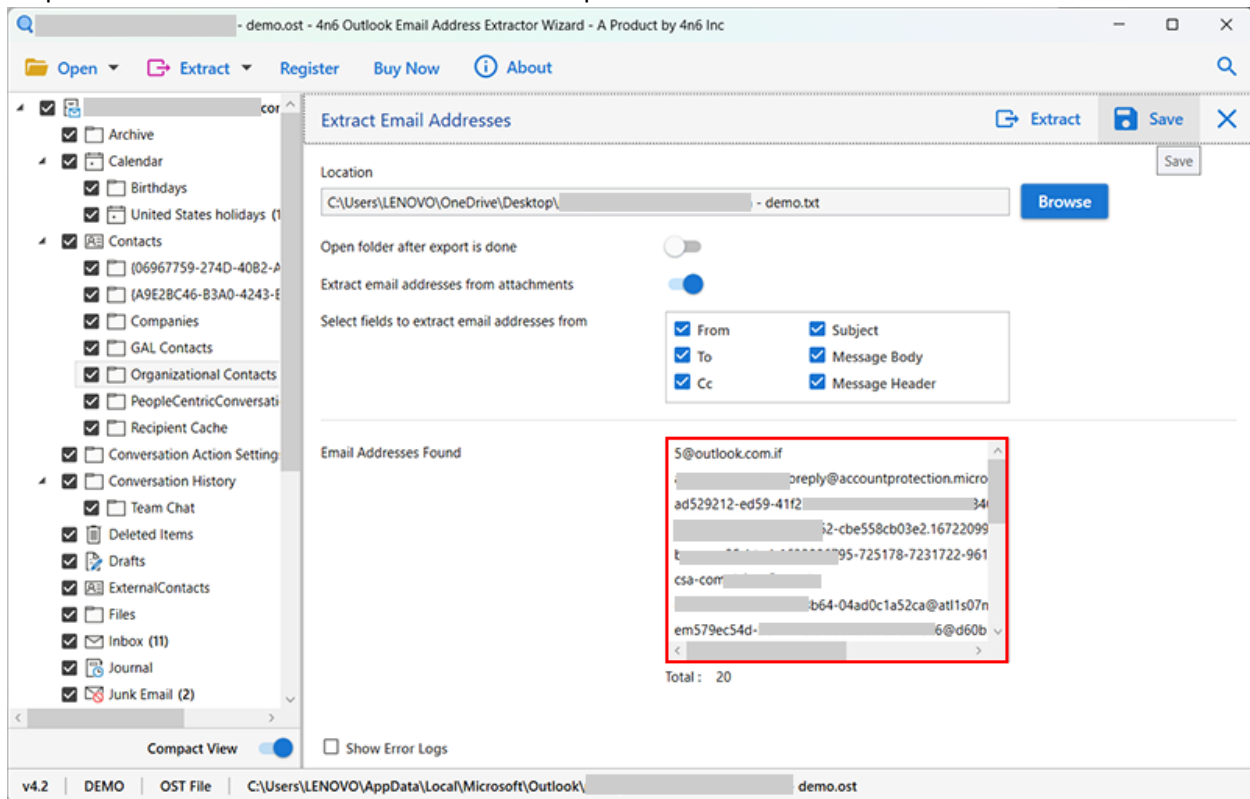 - demo.ost - 4n6 Outlook Email Address Extractor Wizard - A Product by 4n6 Inc
Open Extract Register Buy Now About
Archive
Calendar
Birthdays
United States holidays (1
Contacts
{06967759-274D-40B2-A
{A9E2BC46-B3A0-4243-E
Companies
GAL Contacts
Organizational Contacts
PeopleCentricConversati
Recipient Cache
Conversation Action Setting
Conversation History
Team Chat
Deleted Items
Drafts
ExternalContacts
Files
Inbox (11)
Journal
Junk Email (2)
Compact View
Extract Email Addresses Extract Save
Save
Location
C:\Users\LENOVO\OneDrive\Desktop\ - demo.txt Browse
Open folder after export is done
Extract email addresses from attachments
Select fields to extract email addresses from
From Subject
To Message Body
Cc Message Header
Email Addresses Found
5@outlook.com.if
oreply@accountprotection.micro
ad529212-ed59-41f2
52-cbe558cb03e2.16722099
95-725178-7231722-961
csa-com
b64-04ad0c1a52ca@atl1s07n
em579ec54d- 6@d60b
Total : 20
Show Error Logs
v4.2 DEMO OST File C:\Users\LENOVO\AppData\Local\Microsoft\Outlook\ demo.ost